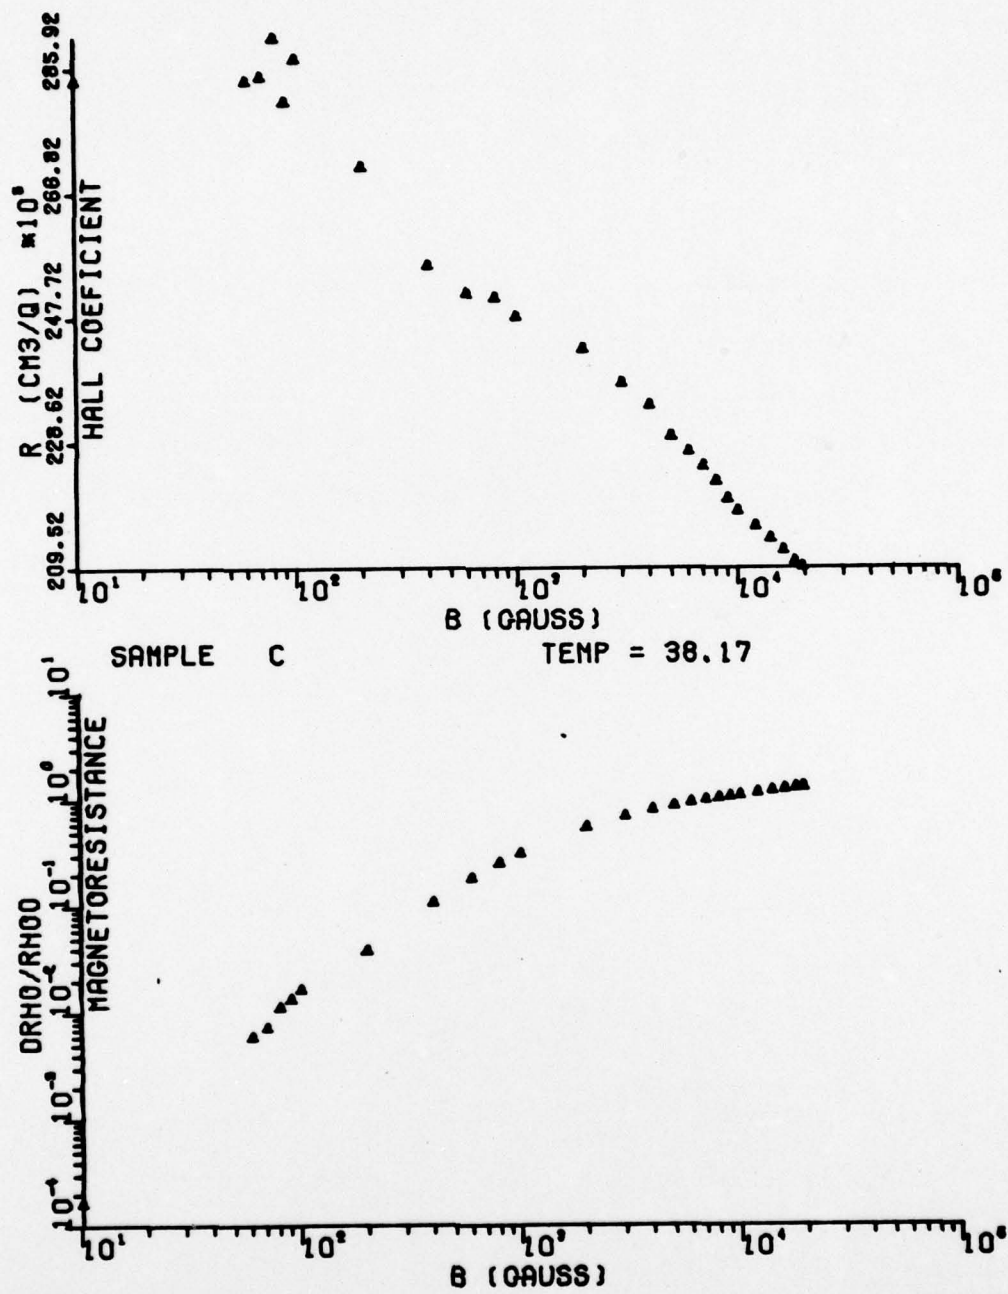 R (CM3/Q) *10³
HALL COEFICIENT
285.92
266.82
247.72
228.62
209.52
10¹ 10² 10³ 10⁴ 10⁵
B (GAUSS)
SAMPLE C TEMP = 38.17
DRHO/RHOO
MAGNETORESISTANCE
10¹
10⁰
10⁻¹
10⁻²
10⁻³
10⁻⁴
10¹ 10² 10³ 10⁴ 10⁵
B (GAUSS)